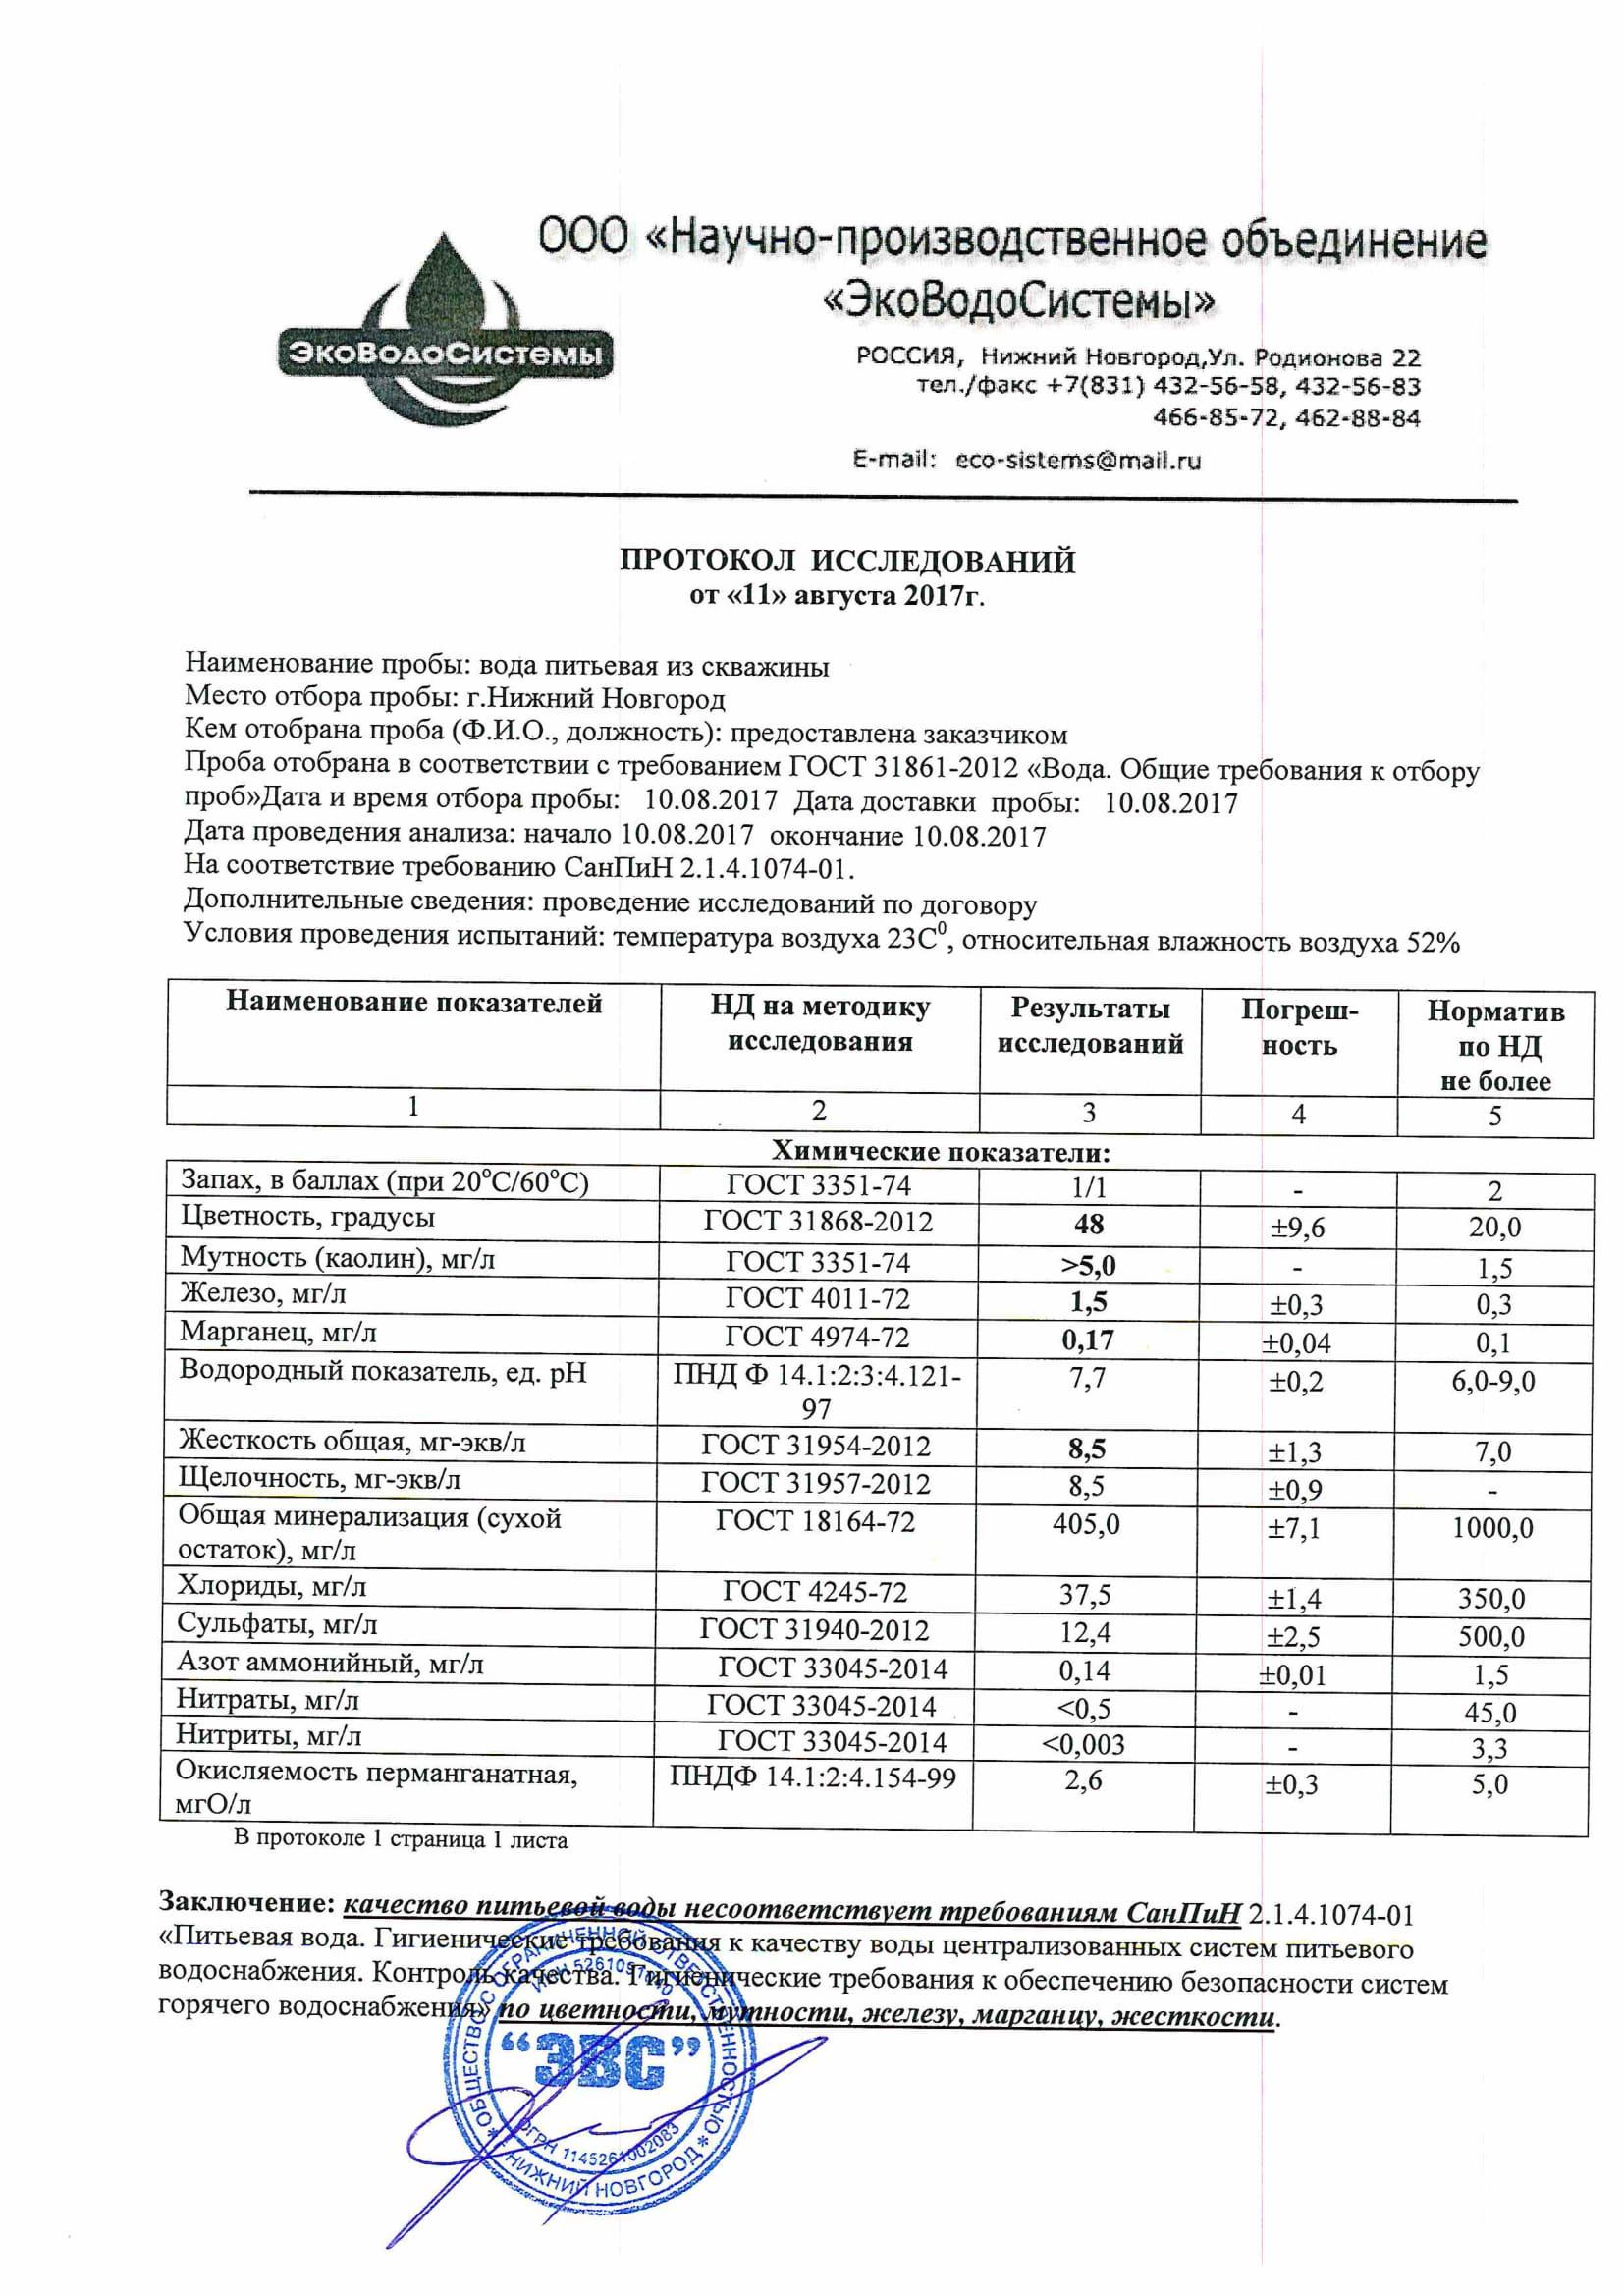 ООО «Научно-производственное объединение
«ЭкоВодоСистемы»
ЭкоВодоСистемы
РОССИЯ, Нижний Новгород,Ул. Родионова 22
тел./факс +7(831) 432-56-58, 432-56-83
466-85-72, 462-88-84
E-mail: eco-sistems@mail.ru
ПРОТОКОЛ ИССЛЕДОВАНИЙ
от «11» августа 2017г.
Наименование пробы: вода питьевая из скважины
Место отбора пробы: г.Нижний Новгород
Кем отобрана проба (Ф.И.О., должность): предоставлена заказчиком
Проба отобрана в соответствии с требованием ГОСТ 31861-2012 «Вода. Общие требования к отбору
проб»Дата и время отбора пробы: 10.08.2017 Дата доставки пробы: 10.08.2017
Дата проведения анализа: начало 10.08.2017 окончание 10.08.2017
На соответствие требованию СанПиН 2.1.4.1074-01.
Дополнительные сведения: проведение исследований по договору
Условия проведения испытаний: температура воздуха 23С⁰, относительная влажность воздуха 52%
Наименование показателей НД на методику исследования Результаты исследований Погреш-ность Норматив по НД не более
1 2 3 4 5
Химические показатели:
Запах, в баллах (при 20°С/60°С) ГОСТ 3351-74 1/1 - 2
Цветность, градусы ГОСТ 31868-2012 48 ±9,6 20,0
Мутность (каолин), мг/л ГОСТ 3351-74 >5,0 - 1,5
Железо, мг/л ГОСТ 4011-72 1,5 ±0,3 0,3
Марганец, мг/л ГОСТ 4974-72 0,17 ±0,04 0,1
Водородный показатель, ед. рН ПНД Ф 14.1:2:3:4.121-97 7,7 ±0,2 6,0-9,0
Жесткость общая, мг-экв/л ГОСТ 31954-2012 8,5 ±1,3 7,0
Щелочность, мг-экв/л ГОСТ 31957-2012 8,5 ±0,9 -
Общая минерализация (сухой остаток), мг/л ГОСТ 18164-72 405,0 ±7,1 1000,0
Хлориды, мг/л ГОСТ 4245-72 37,5 ±1,4 350,0
Сульфаты, мг/л ГОСТ 31940-2012 12,4 ±2,5 500,0
Азот аммонийный, мг/л ГОСТ 33045-2014 0,14 ±0,01 1,5
Нитраты, мг/л ГОСТ 33045-2014 <0,5 - 45,0
Нитриты, мг/л ГОСТ 33045-2014 <0,003 - 3,3
Окисляемость перманганатная, мгО/л ПНДФ 14.1:2:4.154-99 2,6 ±0,3 5,0
В протоколе 1 страница 1 листа
Заключение: качество питьевой воды несоответствует требованиям СанПиН 2.1.4.1074-01
«Питьевая вода. Гигиенические требования к качеству воды централизованных систем питьевого
водоснабжения. Контроль качества. Гигиенические требования к обеспечению безопасности систем
горячего водоснабжения» по цветности, мутности, железу, марганцу, жесткости.
ОБЩЕСТВО С ОГРАНИЧЕННОЙ ОТВЕТСТВЕННОСТЬЮ
"ЭВС"
ОГРН 1145261002083
НИЖНИЙ НОВГОРОД